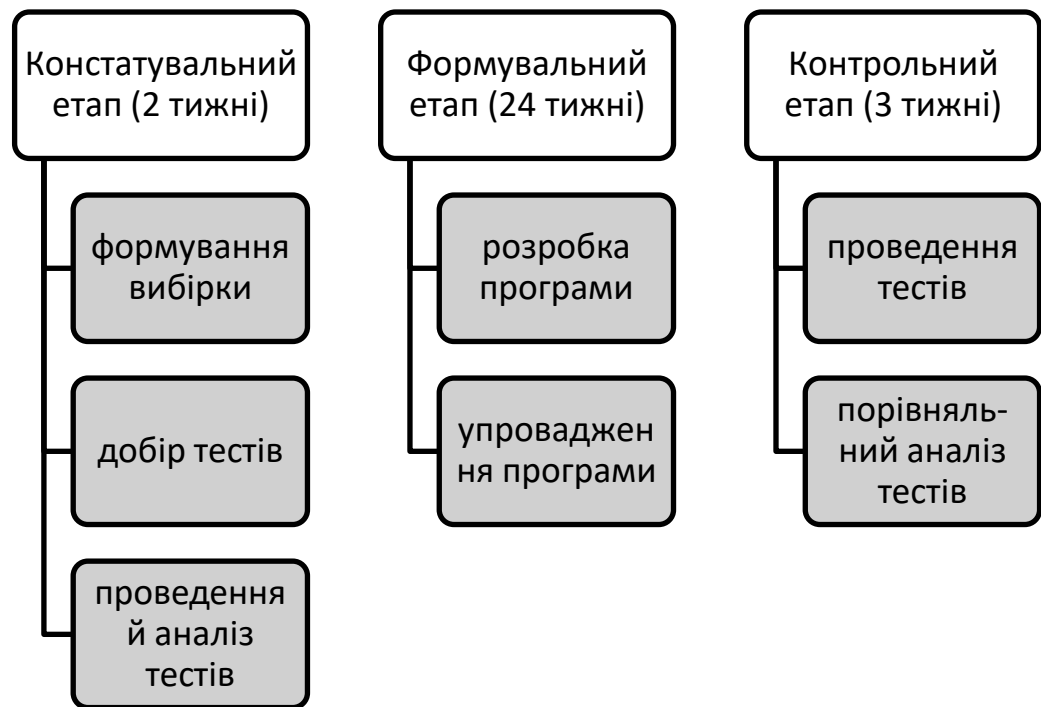 Констатувальний
етап (2 тижні)
формування
вибірки
добір тестів
проведення
й аналіз
тестів
Формувальний
етап (24 тижні)
розробка
програми
упроваджен
ня програми
Контрольний
етап (3 тижні)
проведення
тестів
порівняль-
ний аналіз
тестів